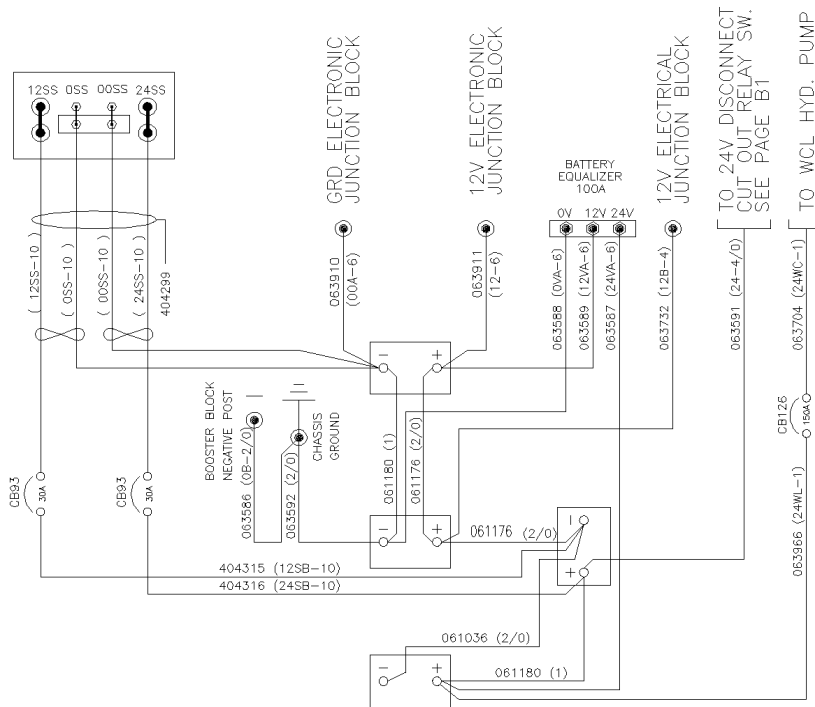 12SS 0SS 00SS 24SS
( 12SS-10 )
( 0SS-10 )
( 00SS-10 )
( 24SS-10 )
404299
GRD ELECTRONIC
JUNCTION BLOCK
063910
(00A-6)
12V ELECTRONIC
JUNCTION BLOCK
063911
(12-6)
BATTERY
EQUALIZER
100A
0V 12V 24V
063588 (0VA-6)
063589 (12VA-6)
063587 (24VA-6)
12V ELECTRICAL
JUNCTION BLOCK
063732 (12B-4)
TO 24V DISCONNECT
CUT OUT RELAY SW.
SEE PAGE B1
063591 (24-4/0)
TO WCL HYD. PUMP
063704 (24WC-1)
CB126
150A
063966 (24WL-1)
- +
BOOSTER BLOCK
NEGATIVE POST
063586 (0B-2/0)
063592 (2/0)
CHASSIS
GROUND
061180 (1)
061176 (2/0)
CB93
30A
CB93
30A
- +
061176 (2/0)
-
+
404315 (12SB-10)
404316 (24SB-10)
061036 (2/0)
061180 (1)
- +